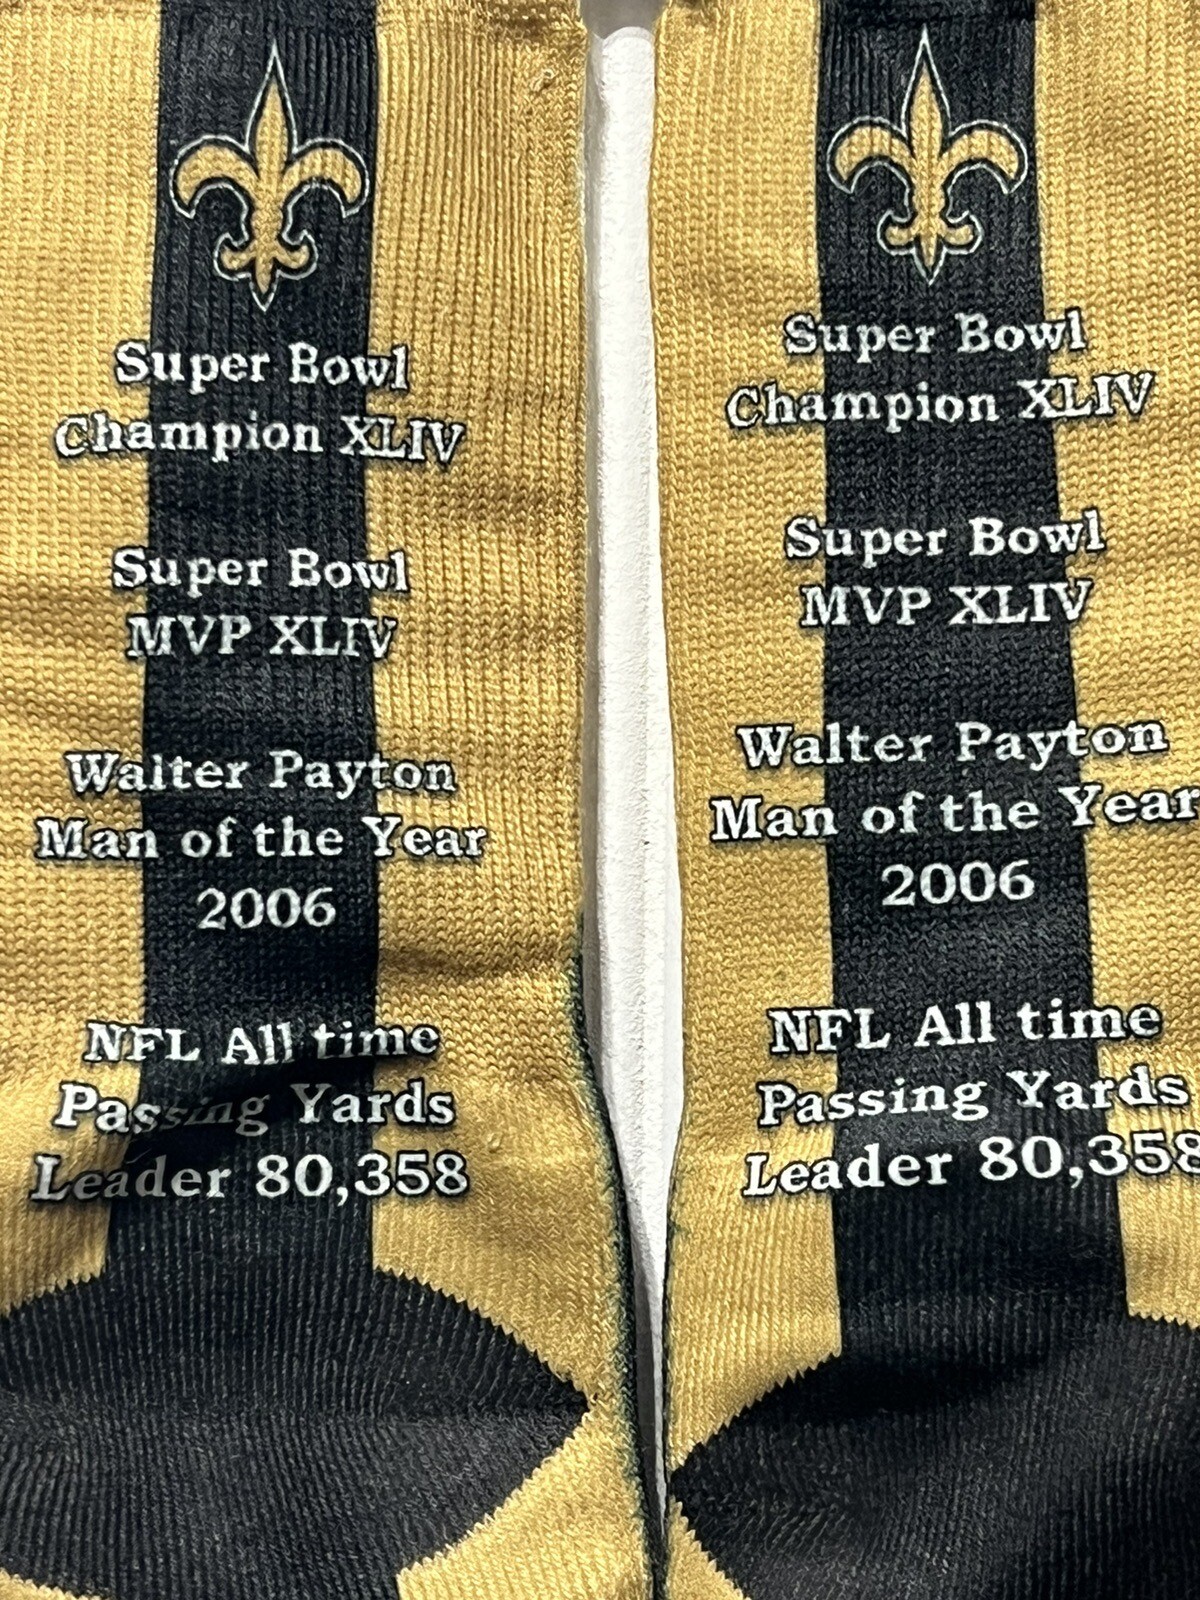 Super Bowl
Champion XLIV
Super Bowl
MVP XLIV
Walter Payton
Man of the Year
2006
NFL All time
Passing Yards
Leader 80,358
Super Bowl
Champion XLIV
Super Bowl
MVP XLIV
Walter Payton
Man of the Year
2006
NFL All time
Passing Yards
Leader 80,358